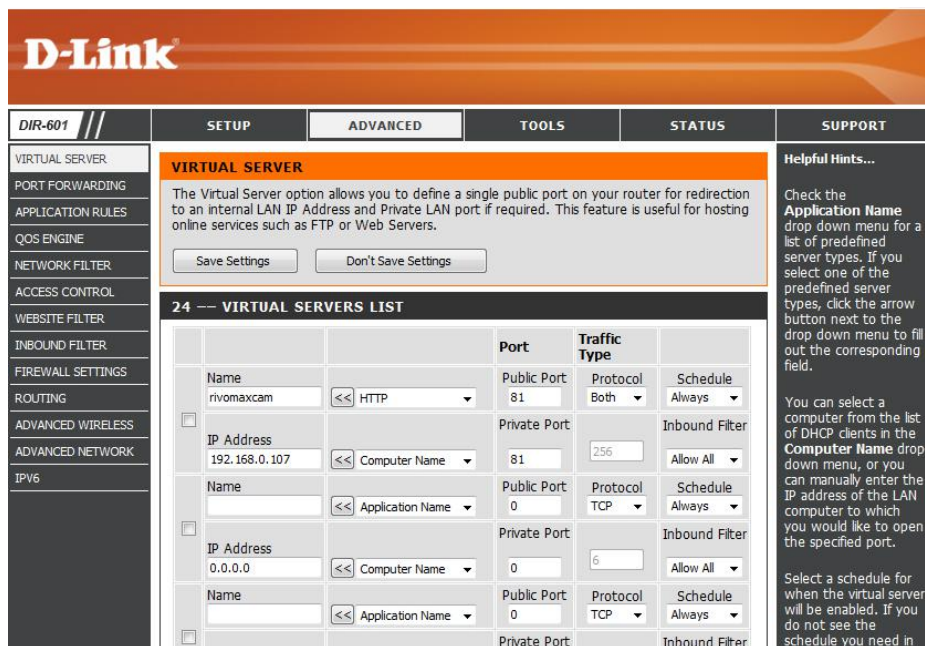 D-Link
DIR-601
SETUP
ADVANCED
TOOLS
STATUS
SUPPORT
VIRTUAL SERVER
PORT FORWARDING
APPLICATION RULES
QOS ENGINE
NETWORK FILTER
ACCESS CONTROL
WEBSITE FILTER
INBOUND FILTER
FIREWALL SETTINGS
ROUTING
ADVANCED WIRELESS
ADVANCED NETWORK
IPV6
VIRTUAL SERVER
The Virtual Server option allows you to define a single public port on your router for redirection
to an internal LAN IP Address and Private LAN port if required. This feature is useful for hosting
online services such as FTP or Web Servers.
Save Settings Don't Save Settings
24 -- VIRTUAL SERVERS LIST
Port Traffic
Type
Name Public Port Protocol Schedule
rivomaxcam << HTTP 81 Both Always
IP Address Private Port Inbound Filter
192.168.0.107 << Computer Name 81 256 Allow All
Name Public Port Protocol Schedule
<< Application Name 0 TCP Always
IP Address Private Port Inbound Filter
0.0.0.0 << Computer Name 0 6 Allow All
Name Public Port Protocol Schedule
<< Application Name 0 TCP Always
Private Port Inbound Filter
Helpful Hints...
Check the
Application Name
drop down menu for a
list of predefined
server types. If you
select one of the
predefined server
types, click the arrow
button next to the
drop down menu to fill
out the corresponding
field.
You can select a
computer from the list
of DHCP clients in the
Computer Name drop
down menu, or you
can manually enter the
IP address of the LAN
computer to which
you would like to open
the specified port.
Select a schedule for
when the virtual server
will be enabled. If you
do not see the
schedule you need in